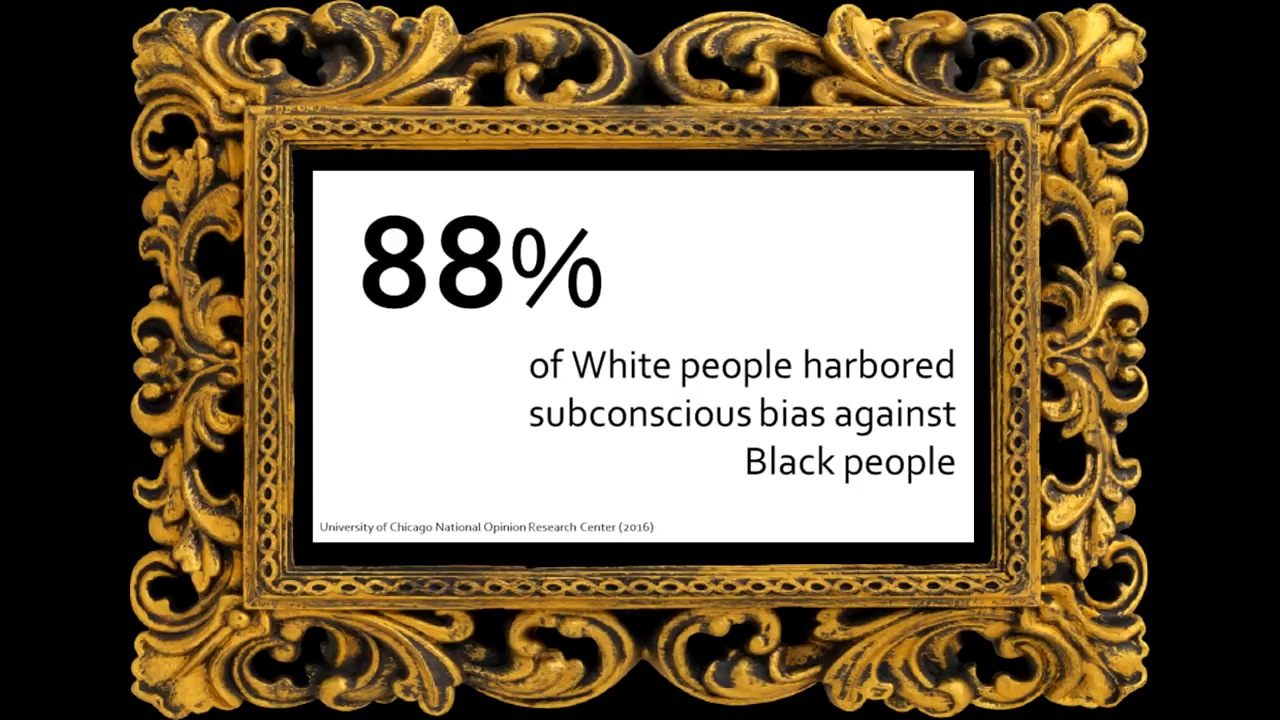 88%
of White people harbored
subconscious bias against
Black people
University of Chicago National Opinion Research Center (2016)